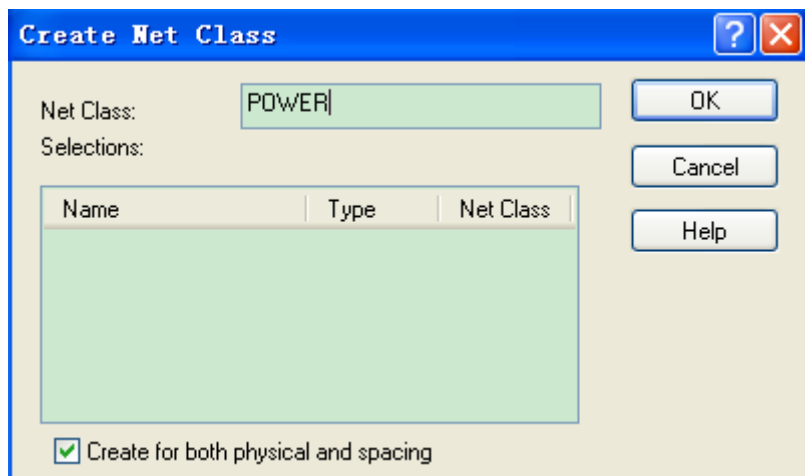 Create Net Class
Net Class: POWER
OK
Selections:
Cancel
Name Type Net Class
Help
Create for both physical and spacing